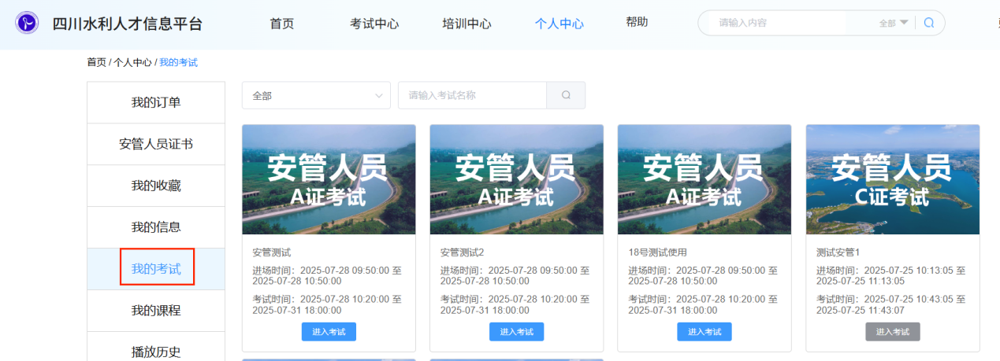 四川水利人才信息平台
首页
考试中心
培训中心
个人中心
帮助
请输入内容
全部
首页 / 个人中心 / 我的考试
我的订单
安管人员证书
我的收藏
我的信息
我的考试
我的课程
播放历史
全部
请输入考试名称
安管人员
A证考试
安管测试
进场时间：2025-07-28 09:50:00 至
2025-07-28 10:50:00
考试时间：2025-07-28 10:20:00 至
2025-07-31 18:00:00
进入考试
安管人员
A证考试
安管测试2
进场时间：2025-07-28 09:50:00 至
2025-07-28 10:50:00
考试时间：2025-07-28 10:20:00 至
2025-07-31 18:00:00
进入考试
安管人员
A证考试
18号测试使用
进场时间：2025-07-28 09:50:00 至
2025-07-28 10:50:00
考试时间：2025-07-28 10:20:00 至
2025-07-31 18:00:00
进入考试
安管人员
C证考试
测试安管1
进场时间：2025-07-25 10:13:05 至
2025-07-25 11:13:05
考试时间：2025-07-25 10:43:05 至
2025-07-25 11:43:07
进入考试